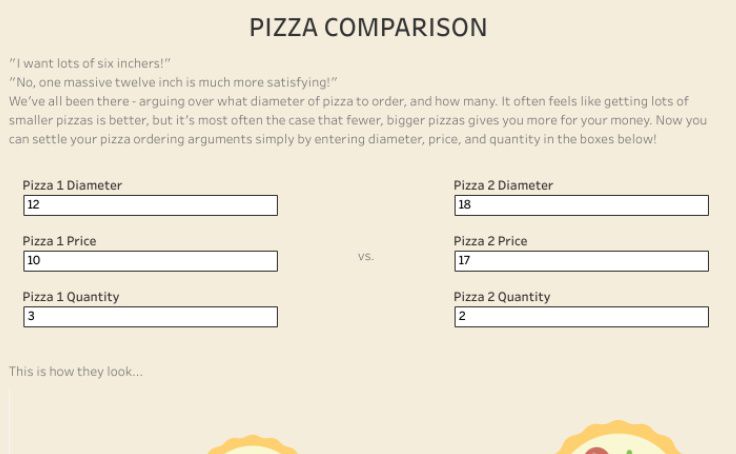 PIZZA COMPARISON
“I want lots of six inchers!”
“No, one massive twelve inch is much more satisfying!”
We’ve all been there - arguing over what diameter of pizza to order, and how many. It often feels like getting lots of
smaller pizzas is better, but it’s most often the case that fewer, bigger pizzas gives you more for your money. Now you
can settle your pizza ordering arguments simply by entering diameter, price, and quantity in the boxes below!
Pizza 1 Diameter
12
Pizza 1 Price
10
Pizza 1 Quantity
3
vs.
Pizza 2 Diameter
18
Pizza 2 Price
17
Pizza 2 Quantity
2
This is how they look...